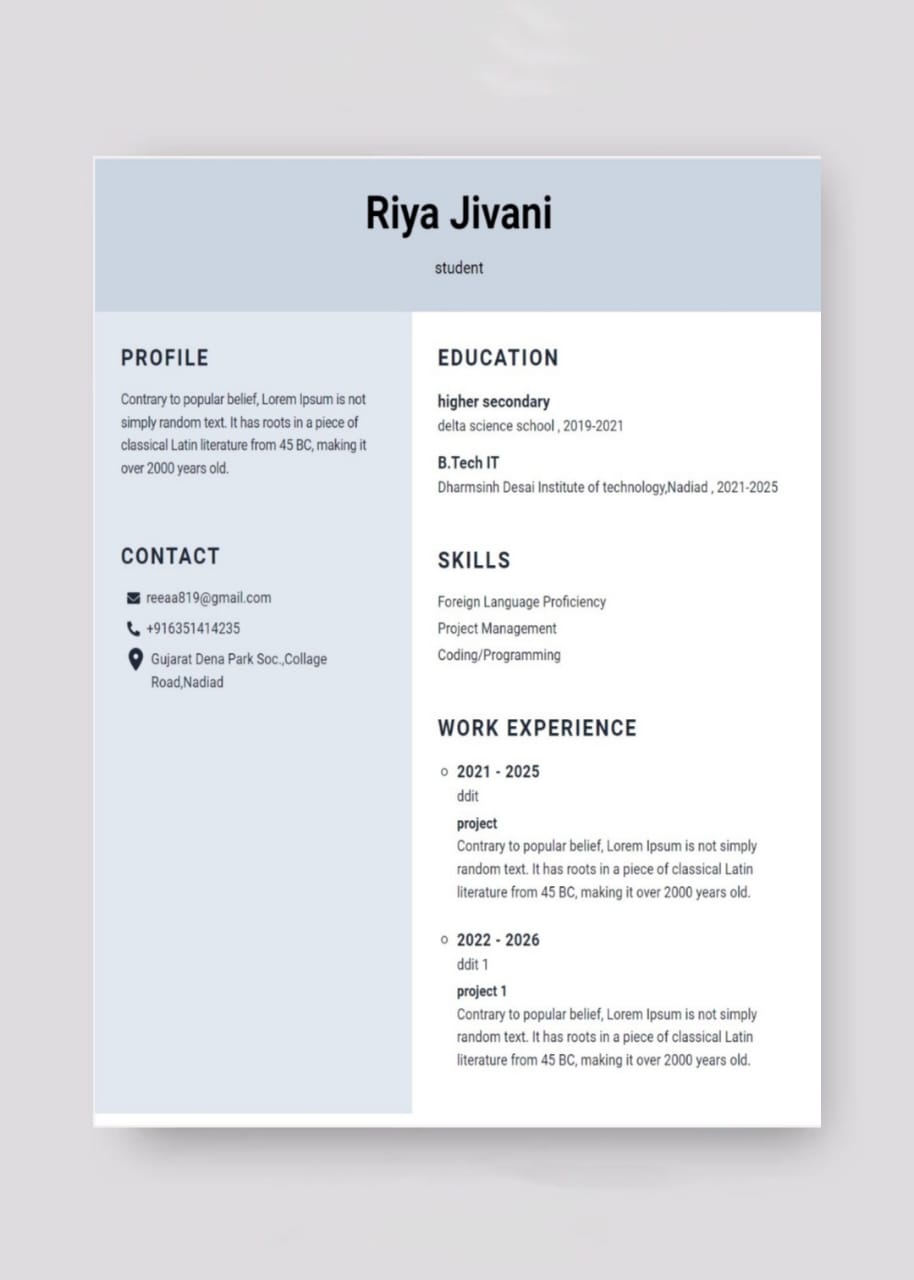 Riya Jivani
student
PROFILE
Contrary to popular belief, Lorem Ipsum is not
simply random text. It has roots in a piece of
classical Latin literature from 45 BC, making it
over 2000 years old.
CONTACT
reeaa819@gmail.com
+916351414235
Gujarat Dena Park Soc.,Collage
Road,Nadiad
EDUCATION
higher secondary
delta science school , 2019-2021
B.Tech IT
Dharmsinh Desai Institute of technology,Nadiad , 2021-2025
SKILLS
Foreign Language Proficiency
Project Management
Coding/Programming
WORK EXPERIENCE
2021 - 2025
ddit
project
Contrary to popular belief, Lorem Ipsum is not simply
random text. It has roots in a piece of classical Latin
literature from 45 BC, making it over 2000 years old.
2022 - 2026
ddit 1
project 1
Contrary to popular belief, Lorem Ipsum is not simply
random text. It has roots in a piece of classical Latin
literature from 45 BC, making it over 2000 years old.